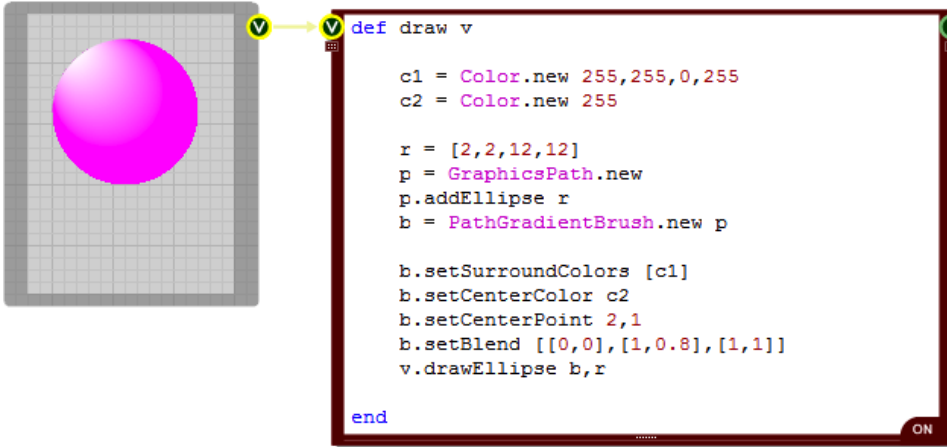 V
V
def draw v
c1 = Color.new 255,255,0,255
c2 = Color.new 255
r = [2,2,12,12]
p = GraphicsPath.new
p.addEllipse r
b = PathGradientBrush.new p
b.setSurroundColors [c1]
b.setCenterColor c2
b.setCenterPoint 2,1
b.setBlend [[0,0],[1,0.8],[1,1]]
v.drawEllipse b,r
end
ON